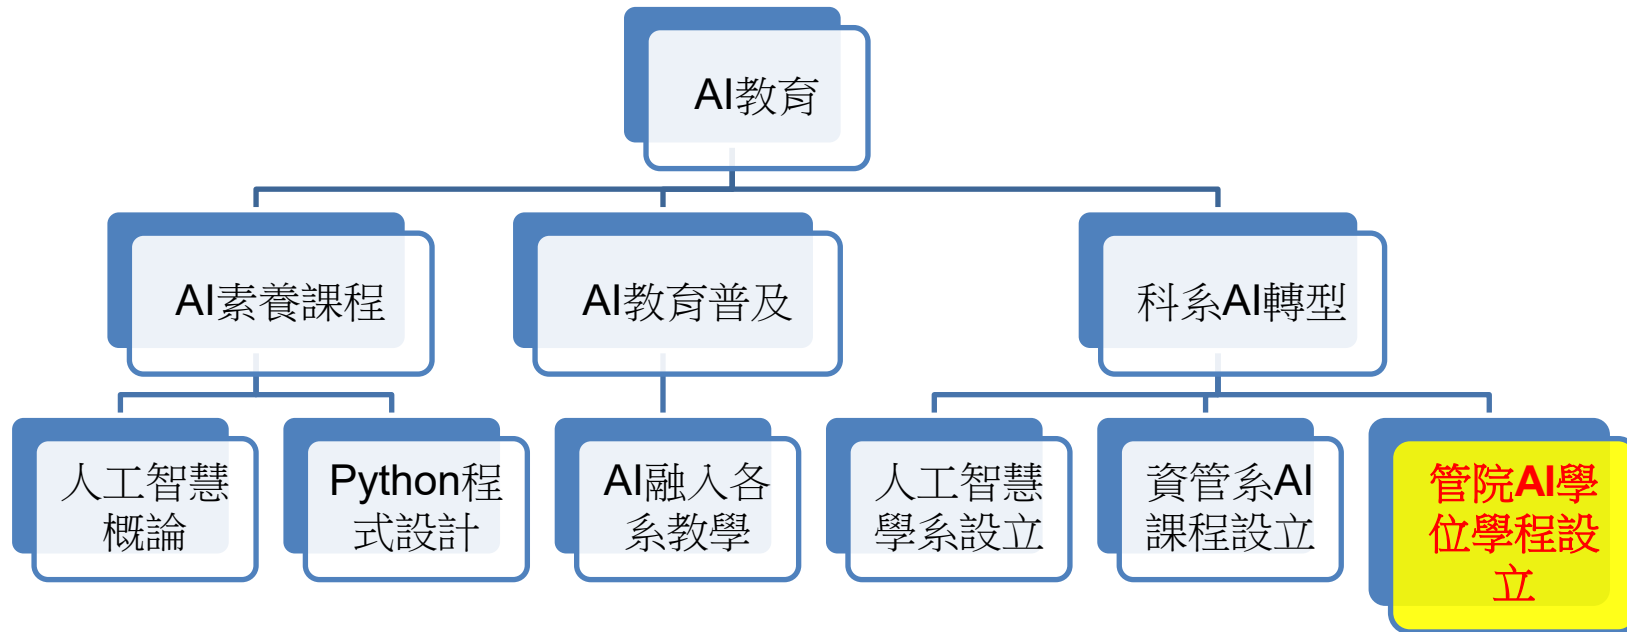 AI教育
AI素養課程
AI教育普及
科系AI轉型
人工智慧
概論
Python程
式設計
AI融入各
系教學
人工智慧
學系設立
資管系AI
課程設立
管院AI學
位學程設
立